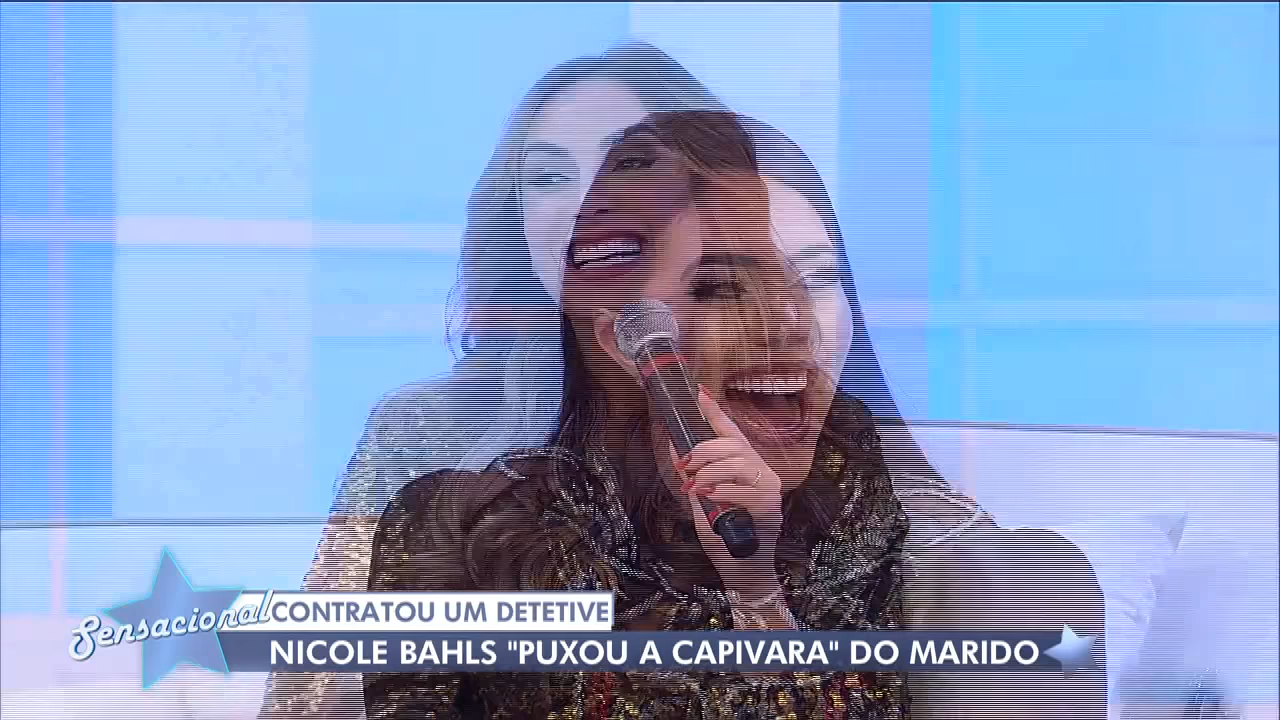 Sensacional
CONTRATOU UM DETETIVE
NICOLE BAHLS "PUXOU A CAPIVARA" DO MARIDO